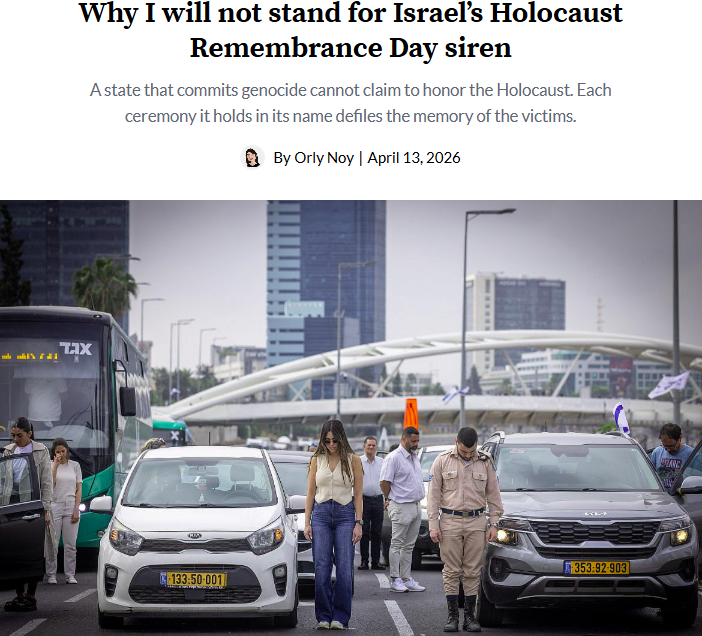 Why I will not stand for Israel’s Holocaust
Remembrance Day siren
A state that commits genocide cannot claim to honor the Holocaust. Each
ceremony it holds in its name defiles the memory of the victims.
By Orly Noy | April 13, 2026
אגד
KIA
133-50-001
353-92-903